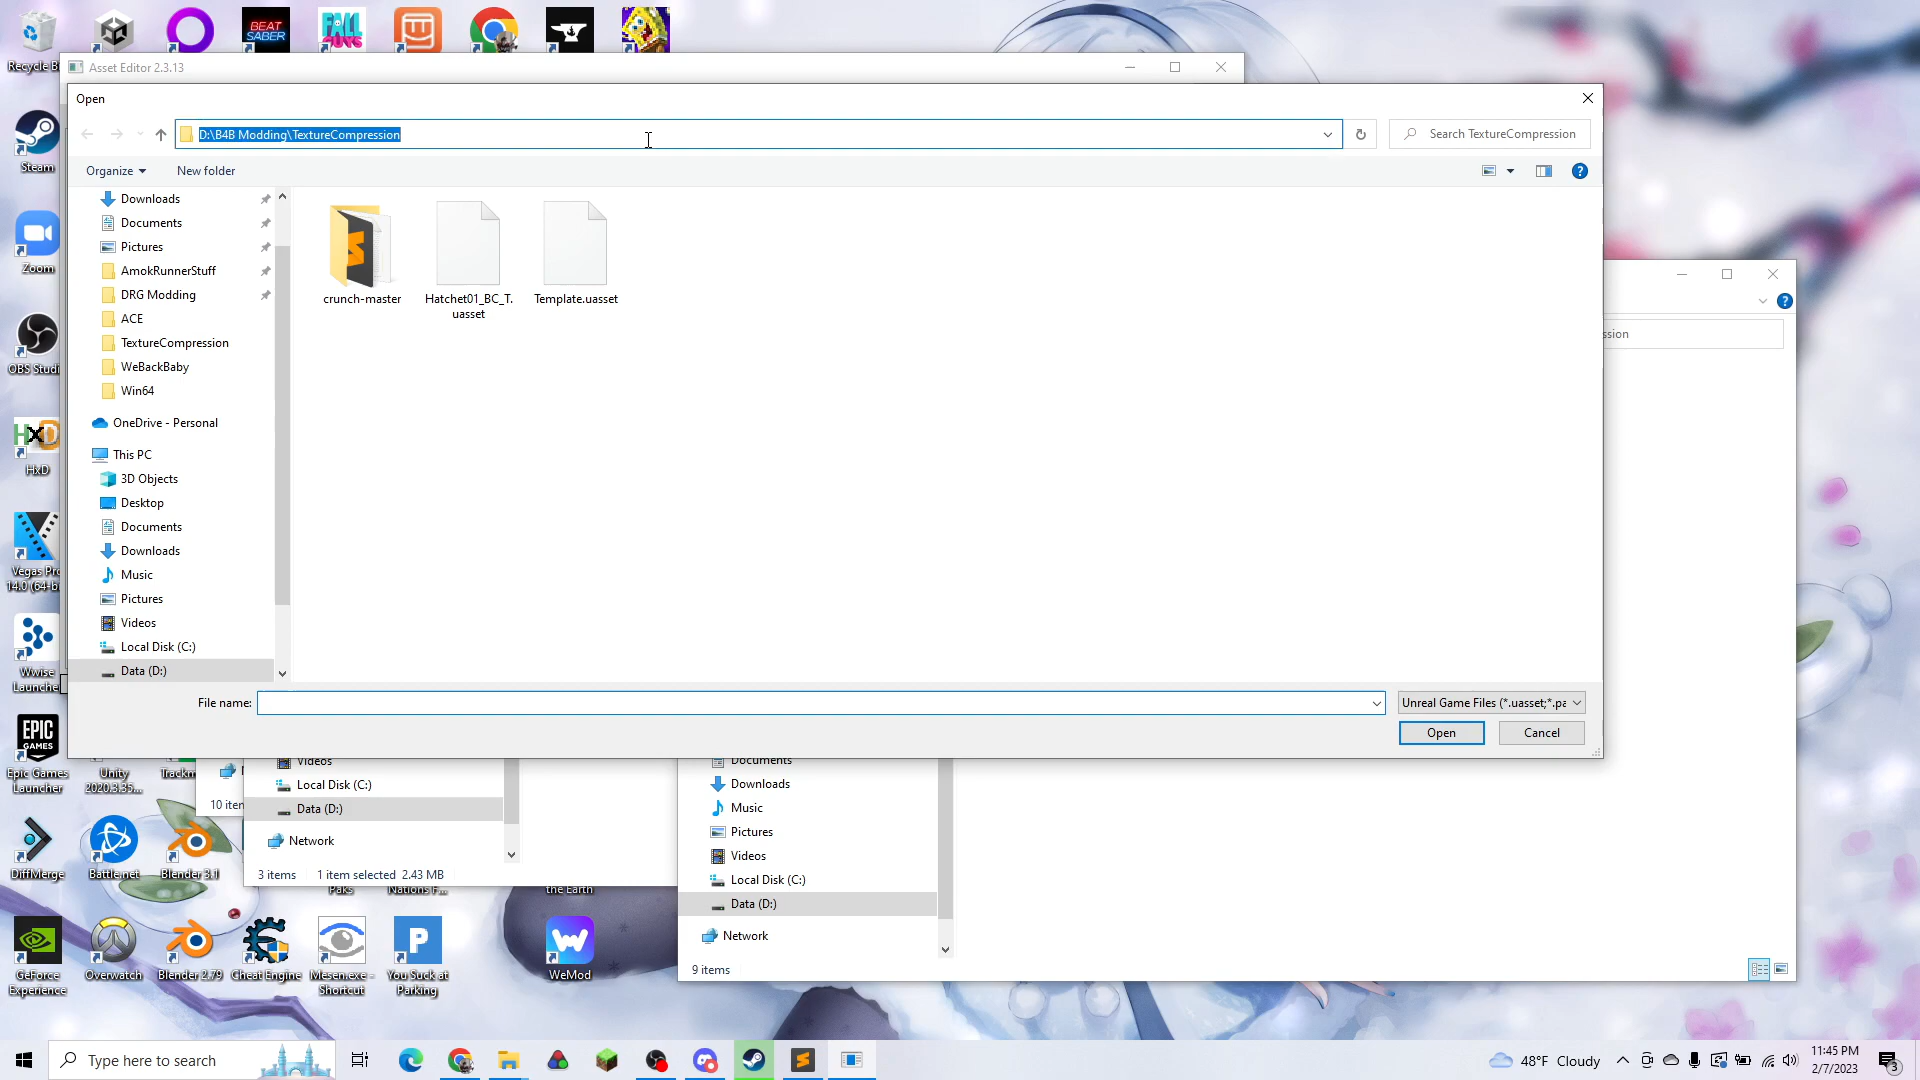 Recycle B
BEAT
SABER
FALL
GUYS
Asset Editor 2.3.13
Open
D:\B4B Modding\TextureCompression
Search TextureCompression
Organize
New folder
Downloads
Documents
Pictures
AmokRunnerStuff
DRG Modding
ACE
TextureCompression
WeBackBaby
Win64
OneDrive - Personal
This PC
3D Objects
Desktop
Documents
Downloads
Music
Pictures
Videos
Local Disk (C:)
Data (D:)
crunch-master
Hatchet01_BC_T.
uasset
Template.uasset
File name:
Unreal Game Files (*.uasset;*.pa
Open
Cancel
ssion
Steam
Zoom
OBS Studi
HxD
HxD
Vegas Pr
14.0 (64-bi
Wwise
Launche
EPIC
GAMES
Epic Games
Launcher
Unity
2020.3.35...
Trackm
10 iten
Videos
Local Disk (C:)
Data (D:)
Network
3 items
1 item selected 2.43 MB
Documents
Downloads
Music
Pictures
Videos
Local Disk (C:)
Data (D:)
Network
9 items
DiffMerge
Battle.net
Blender 3.1
Paks
Nations F...
the Earth
GeForce
Experience
Overwatch
Blender 2.79
Cheat Engine
Mesen.exe -
Shortcut
You Suck at
Parking
WeMod
Type here to search
48°F Cloudy
11:45 PM
2/7/2023
3